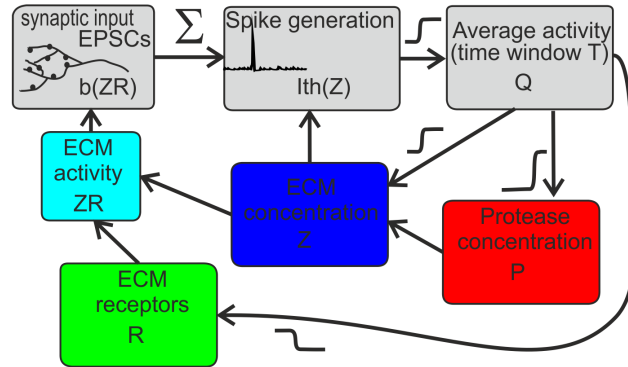 synaptic input
EPSCs
b(ZR)
Σ
Spike generation
Ith(Z)
Average activity
(time window T)
Q
ECM
activity
ZR
ECM
concentration
Z
Protease
concentration
P
ECM
receptors
R